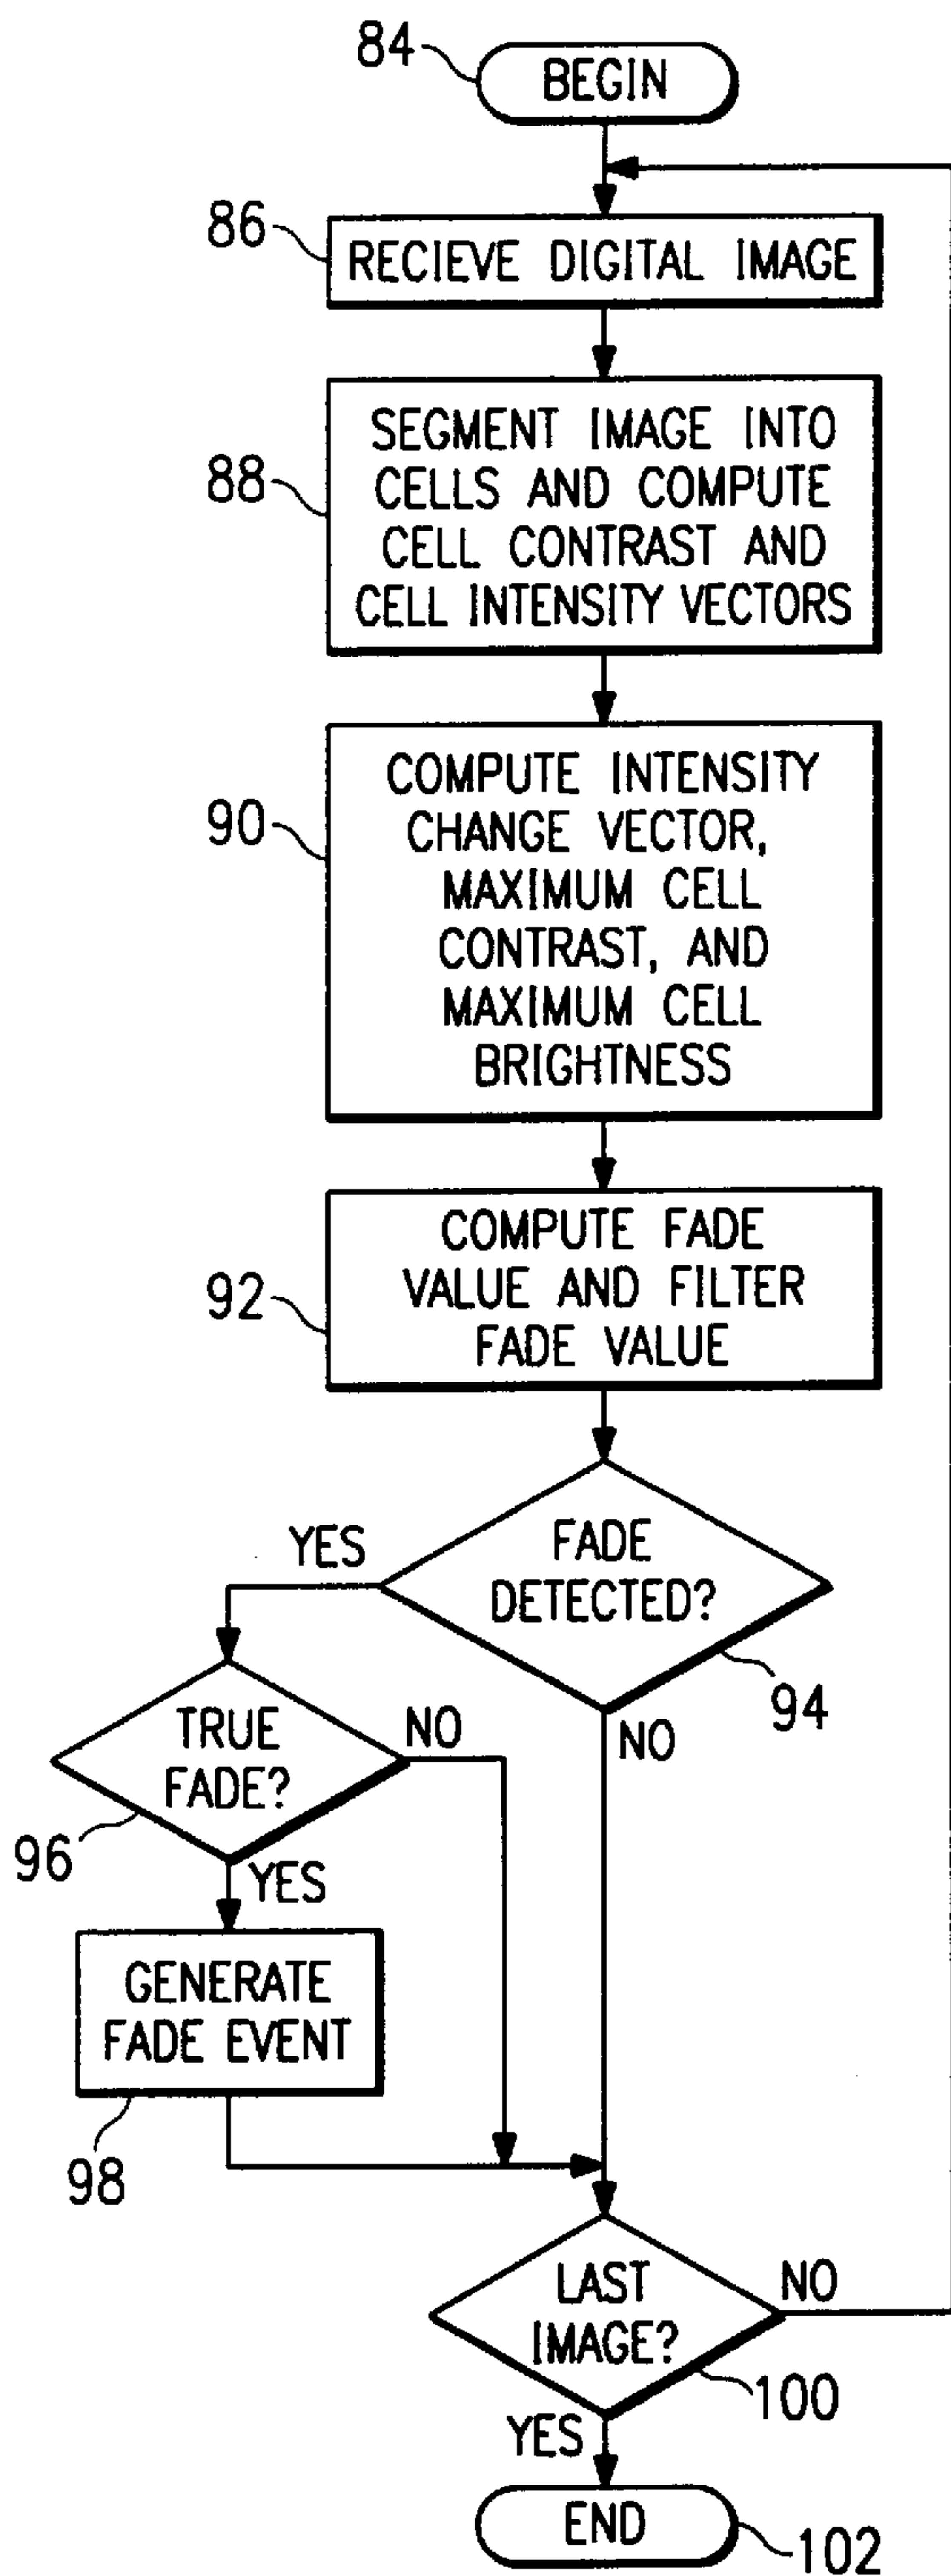 84
BEGIN
86
RECIEVE DIGITAL IMAGE
88
SEGMENT IMAGE INTO
CELLS AND COMPUTE
CELL CONTRAST AND
CELL INTENSITY VECTORS
90
COMPUTE INTENSITY
CHANGE VECTOR,
MAXIMUM CELL
CONTRAST, AND
MAXIMUM CELL
BRIGHTNESS
92
COMPUTE FADE
VALUE AND FILTER
FADE VALUE
YES
FADE
DETECTED?
94
NO
TRUE
FADE?
NO
96
YES
GENERATE
FADE EVENT
98
LAST
IMAGE?
NO
100
YES
END
102